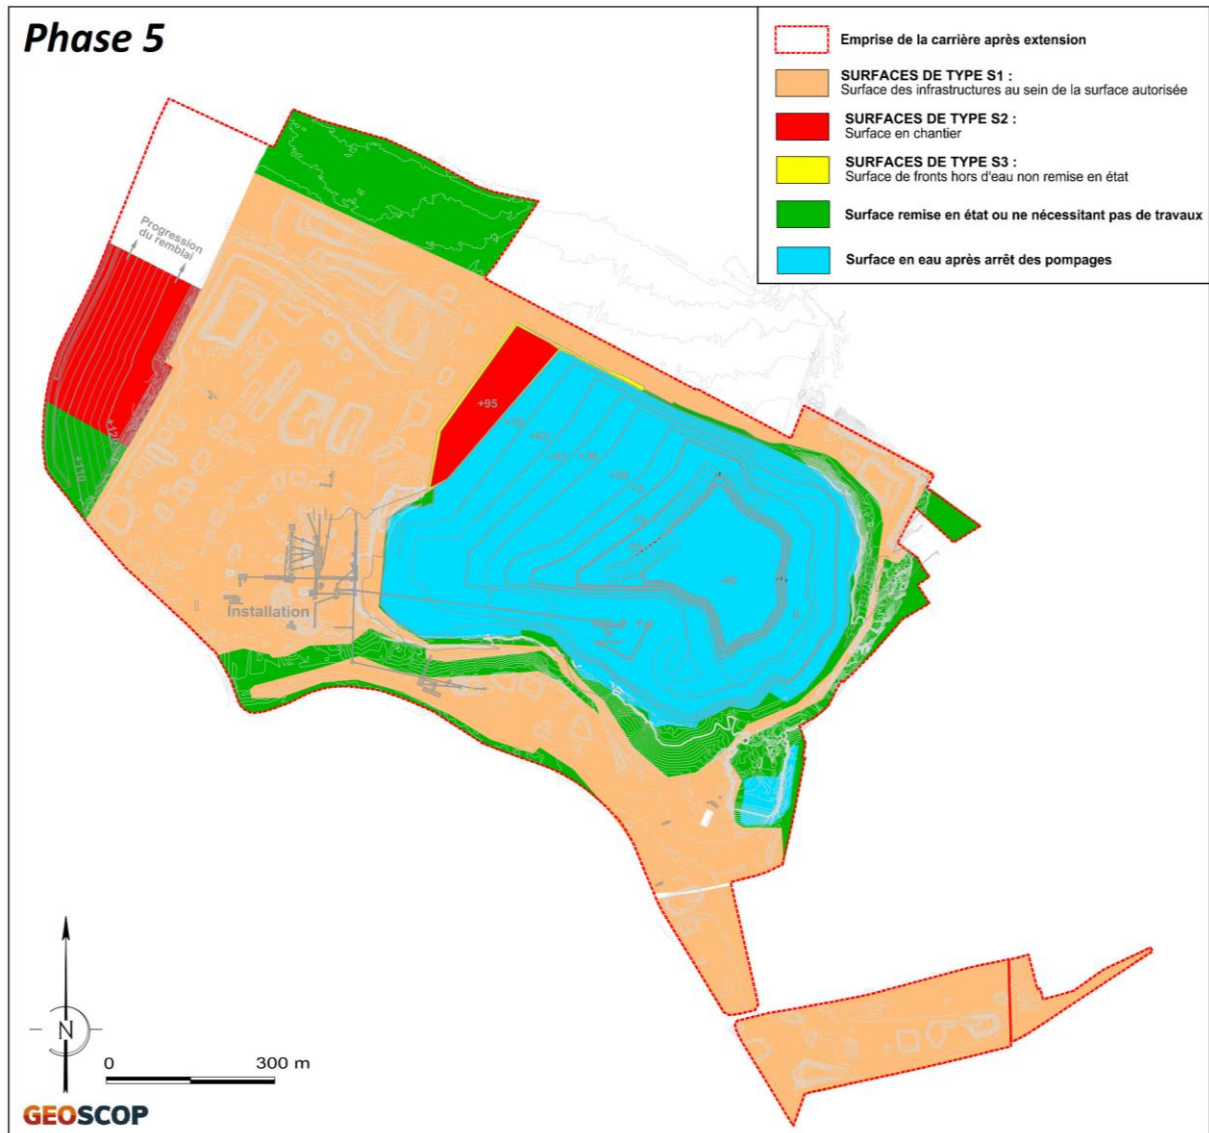 Phase 5
Emprise de la carrière après extension
SURFACES DE TYPE S1 :
Surface des infrastructures au sein de la surface autorisée
SURFACES DE TYPE S2 :
Surface en chantier
SURFACES DE TYPE S3 :
Surface de fronts hors d'eau non remise en état
Surface remise en état ou ne nécessitant pas de travaux
Surface en eau après arrêt des pompages
Progression
du remblai
+95
+120
+110
Installation
N
0 300 m
GEOSCOP